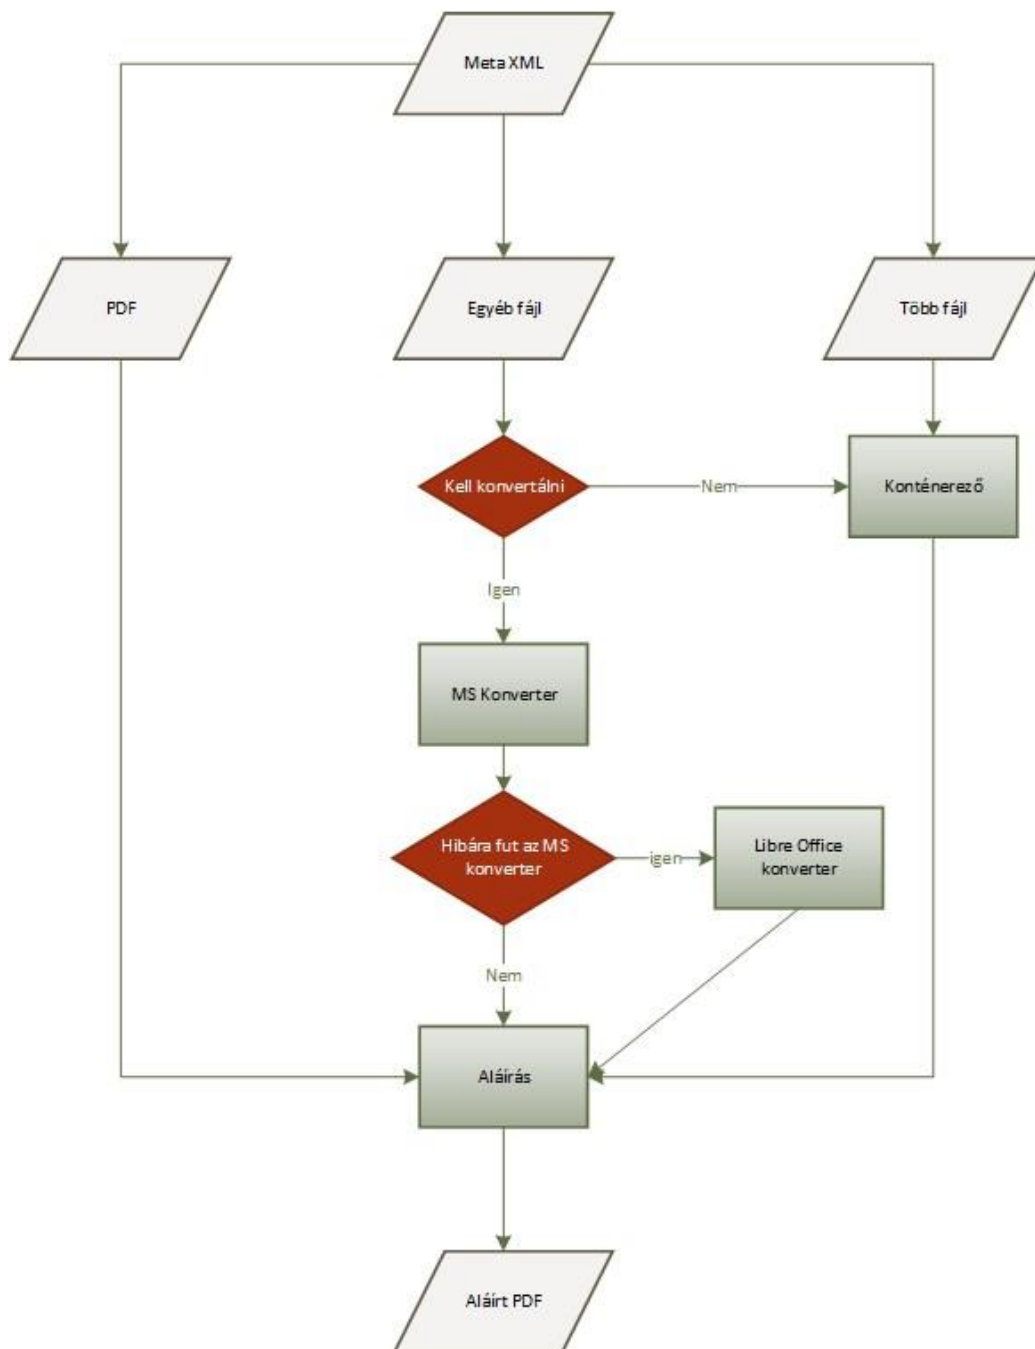 Meta XML
PDF
Egyéb fájl
Több fájl
Kell konvertálni
Nem
Konténerező
Igen
MS Konverter
Hibára fut az MS
konverter
igen
Libre Office
konverter
Nem
Aláírás
Aláírt PDF